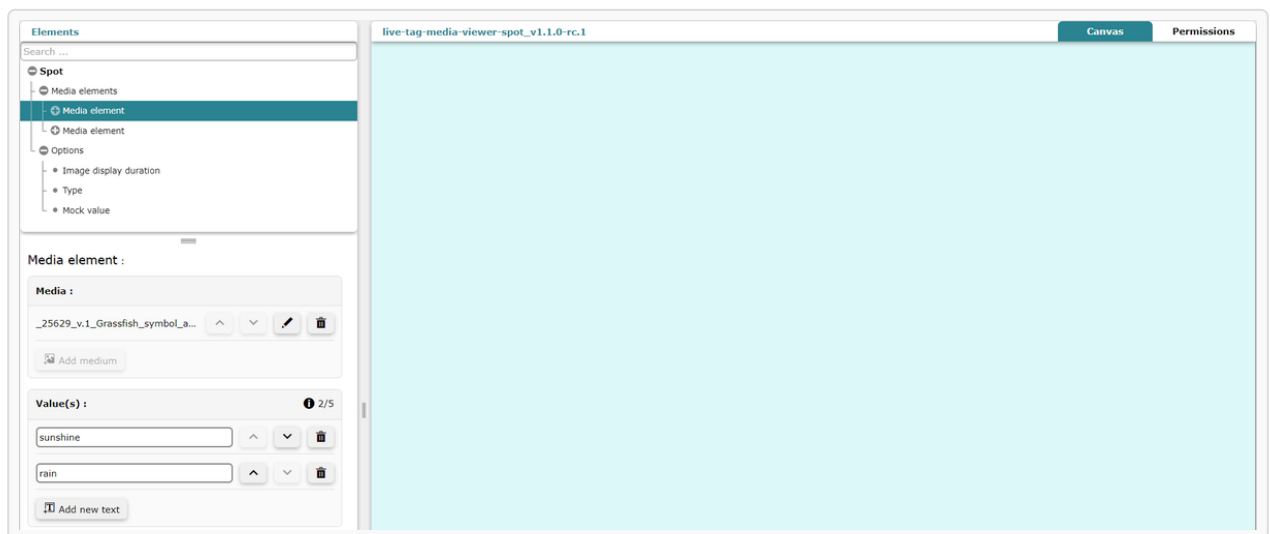 Elements
live-tag-media-viewer-spot_v1.1.0-rc.1
Canvas
Permissions
Search ...
Spot
Media elements
Media element
Media element
Options
Image display duration
Type
Mock value
Media element :
Media :
_25629_v.1_Grassfish_symbol_a...
Add medium
Value(s) :
2/5
sunshine
rain
Add new text